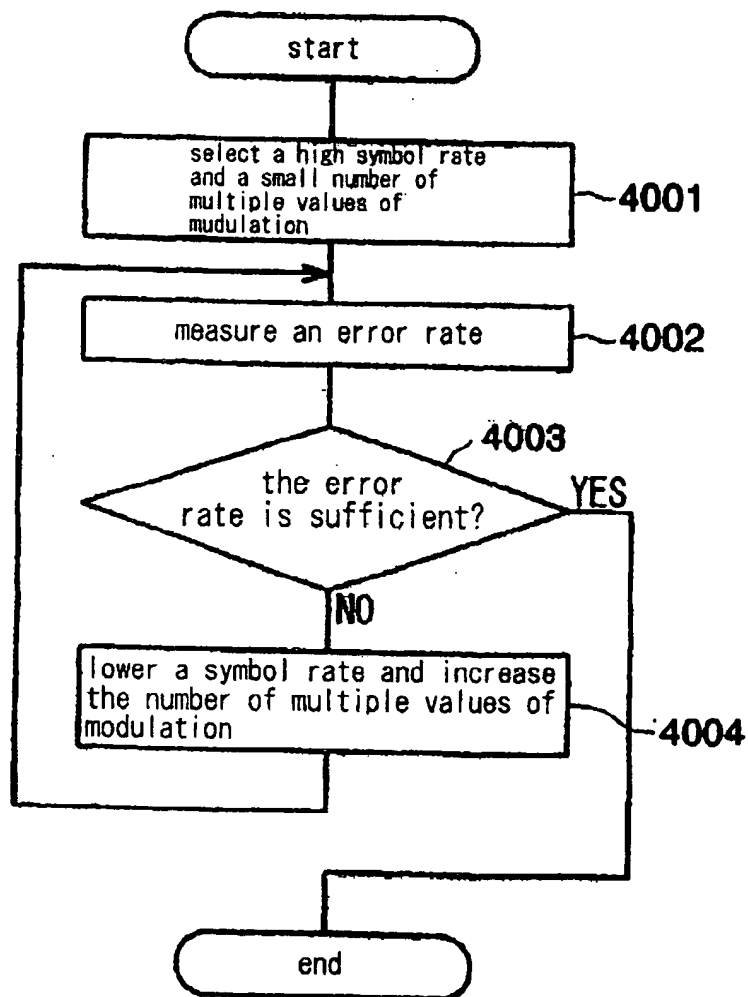 start
select a high symbol rate
and a small number of
multiple values of
mudulation
4001
measure an error rate
4002
4003
the error
rate is sufficient?
YES
NO
lower a symbol rate and increase
the number of multiple values of
modulation
4004
end